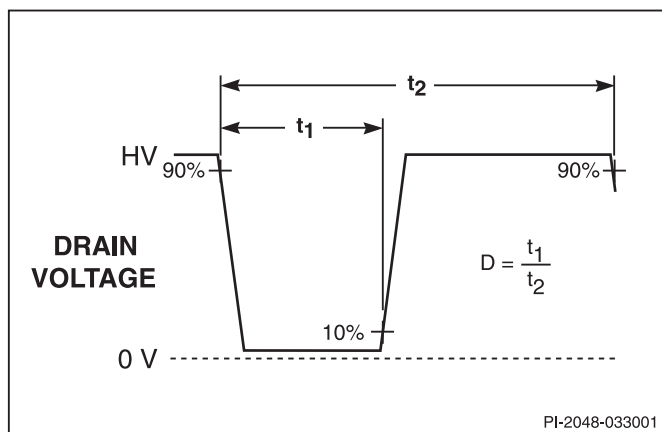 t2
t1
HV
90%
90%
DRAIN
VOLTAGE
D = t1
t2
10%
0 V
PI-2048-033001